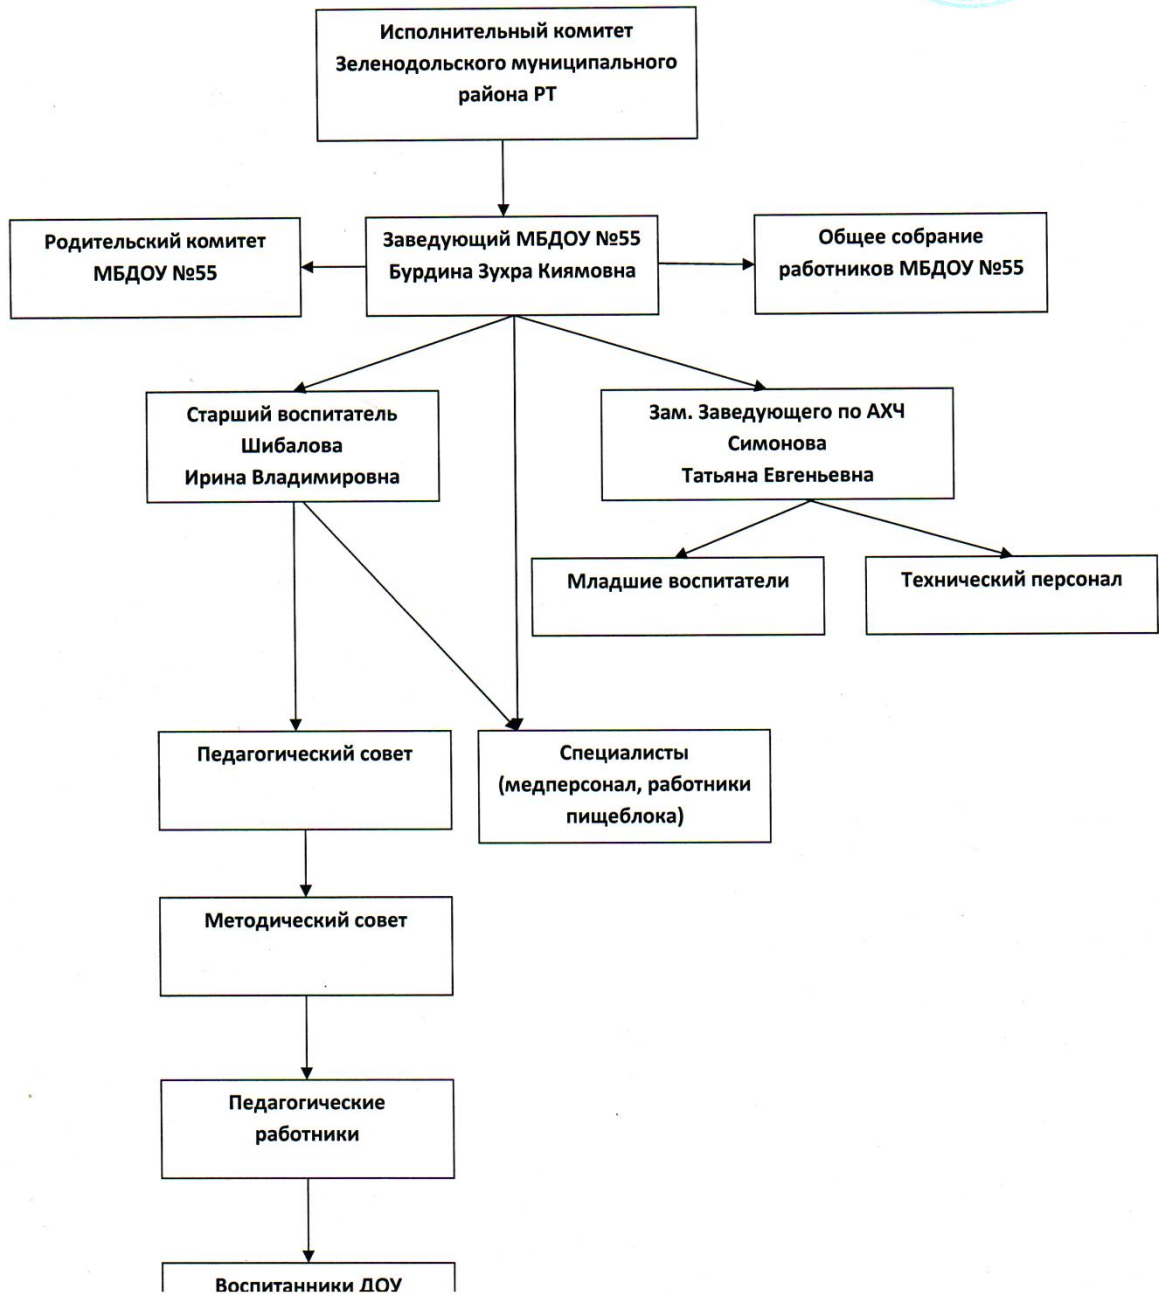 Исполнительный комитет
Зеленодольского муниципального
района РТ
Родительский комитет
МБДОУ №55
Заведующий МБДОУ №55
Бурдина Зухра Киямовна
Общее собрание
работников МБДОУ №55
Старший воспитатель
Шибалова
Ирина Владимировна
Зам. Заведующего по АХЧ
Симонова
Татьяна Евгеньевна
Младшие воспитатели
Технический персонал
Педагогический совет
Специалисты
(медперсонал, работники
пищеблока)
Методический совет
Педагогические
работники
Воспитанники ДОУ